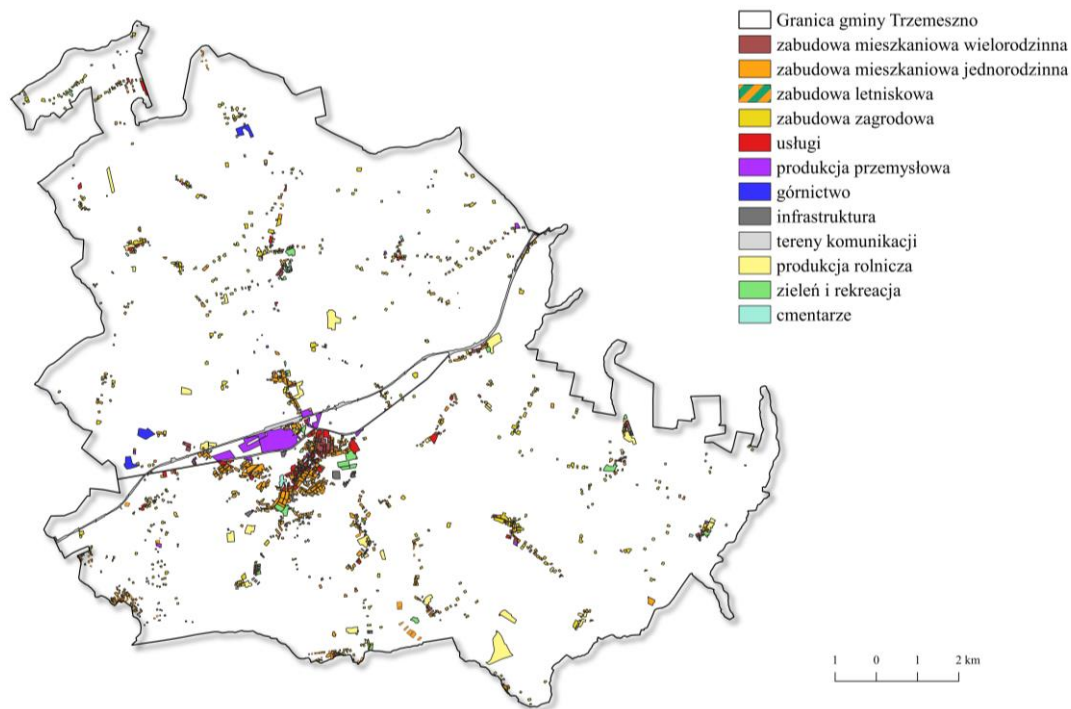 Granica gminy Trzemeszno
zabudowa mieszkaniowa wielorodzinna
zabudowa mieszkaniowa jednorodzinna
zabudowa letniskowa
zabudowa zagrodowa
usługi
produkcja przemysłowa
górnictwo
infrastruktura
tereny komunikacji
produkcja rolnicza
zieleń i rekreacja
cmentarze
1 0 1 2 km